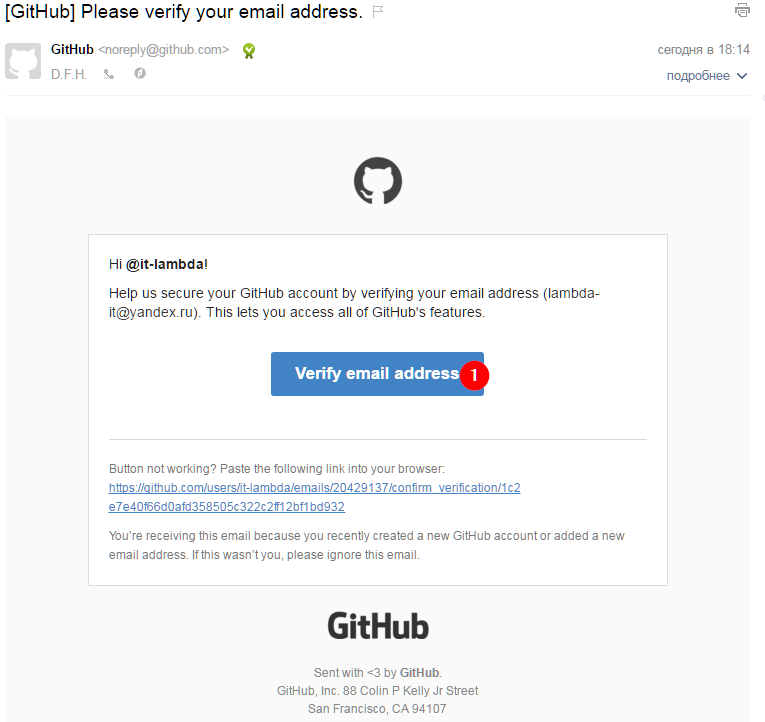 [GitHub] Please verify your email address.
GitHub <noreply@github.com>
сегодня в 18:14
D.F.H.
подробнее
Hi @it-lambda!
Help us secure your GitHub account by verifying your email address (lambda-
it@yandex.ru). This lets you access all of GitHub's features.
Verify email address
1
Button not working? Paste the following link into your browser:
https://github.com/users/it-lambda/emails/20429137/confirm_verification/1c2
e7e40f66d0afd358505c322c2ff12bf1bd932
You’re receiving this email because you recently created a new GitHub account or added a new
email address. If this wasn’t you, please ignore this email.
GitHub
Sent with <3 by GitHub.
GitHub, Inc. 88 Colin P Kelly Jr Street
San Francisco, CA 94107